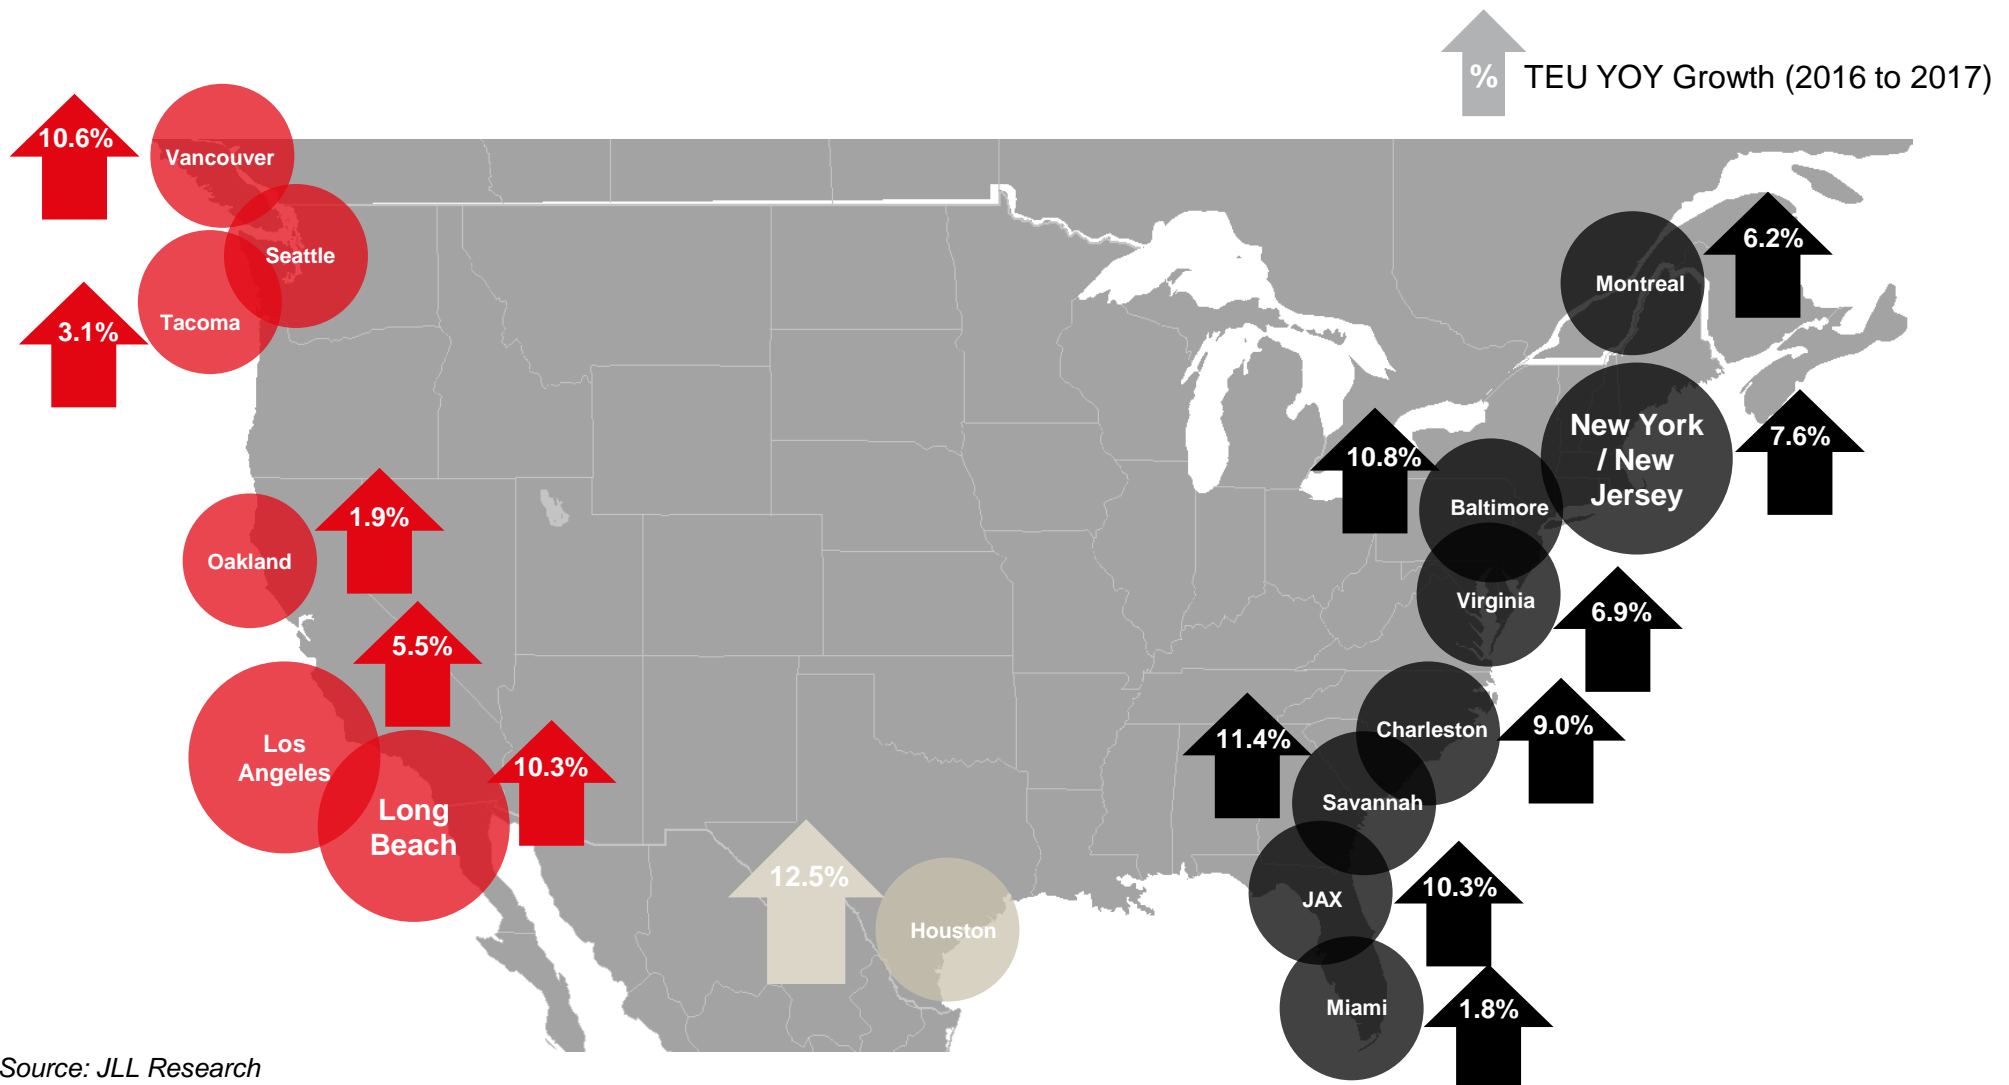 %
TEU YOY Growth (2016 to 2017)
10.6%
Vancouver
Seattle
Tacoma
3.1%
6.2%
Montreal
New York
/ New
Jersey
7.6%
10.8%
Baltimore
Virginia
6.9%
1.9%
Oakland
5.5%
Los
Angeles
10.3%
Long
Beach
12.5%
Houston
11.4%
Charleston
9.0%
Savannah
JAX
10.3%
Miami
1.8%
Source: JLL Research